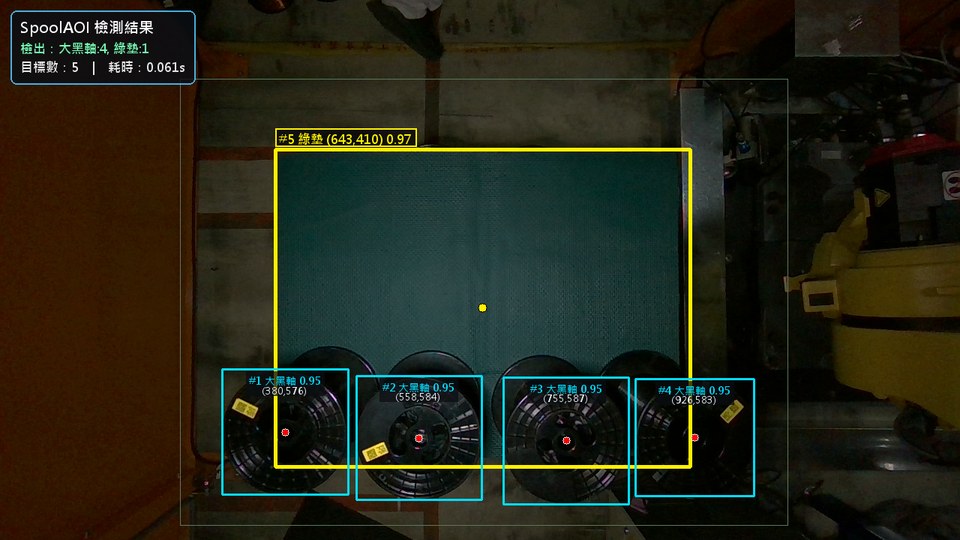 SpoolAOI 檢測結果
檢出：大黑軸:4, 綠墊:1
目標數：5 | 耗時：0.061s
#5 綠墊 (643,410) 0.97
#1 大黑軸 0.95
(380,576)
#2 大黑軸 0.95
(558,584)
#3 大黑軸 0.95
(755,587)
#4 大黑軸 0.95
(926,583)